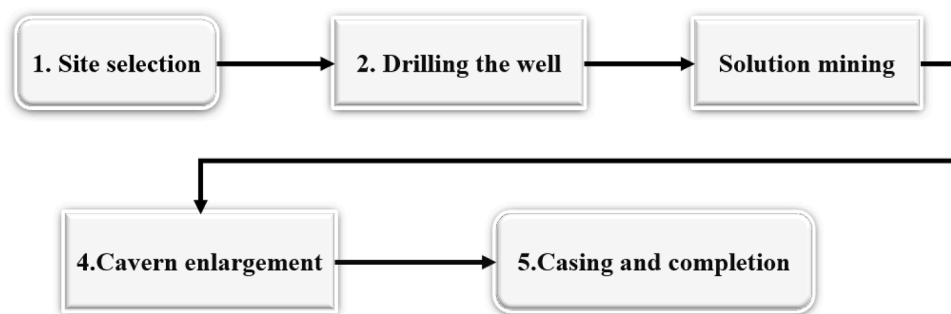 1. Site selection
2. Drilling the well
Solution mining
4.Cavern enlargement
5.Casing and completion